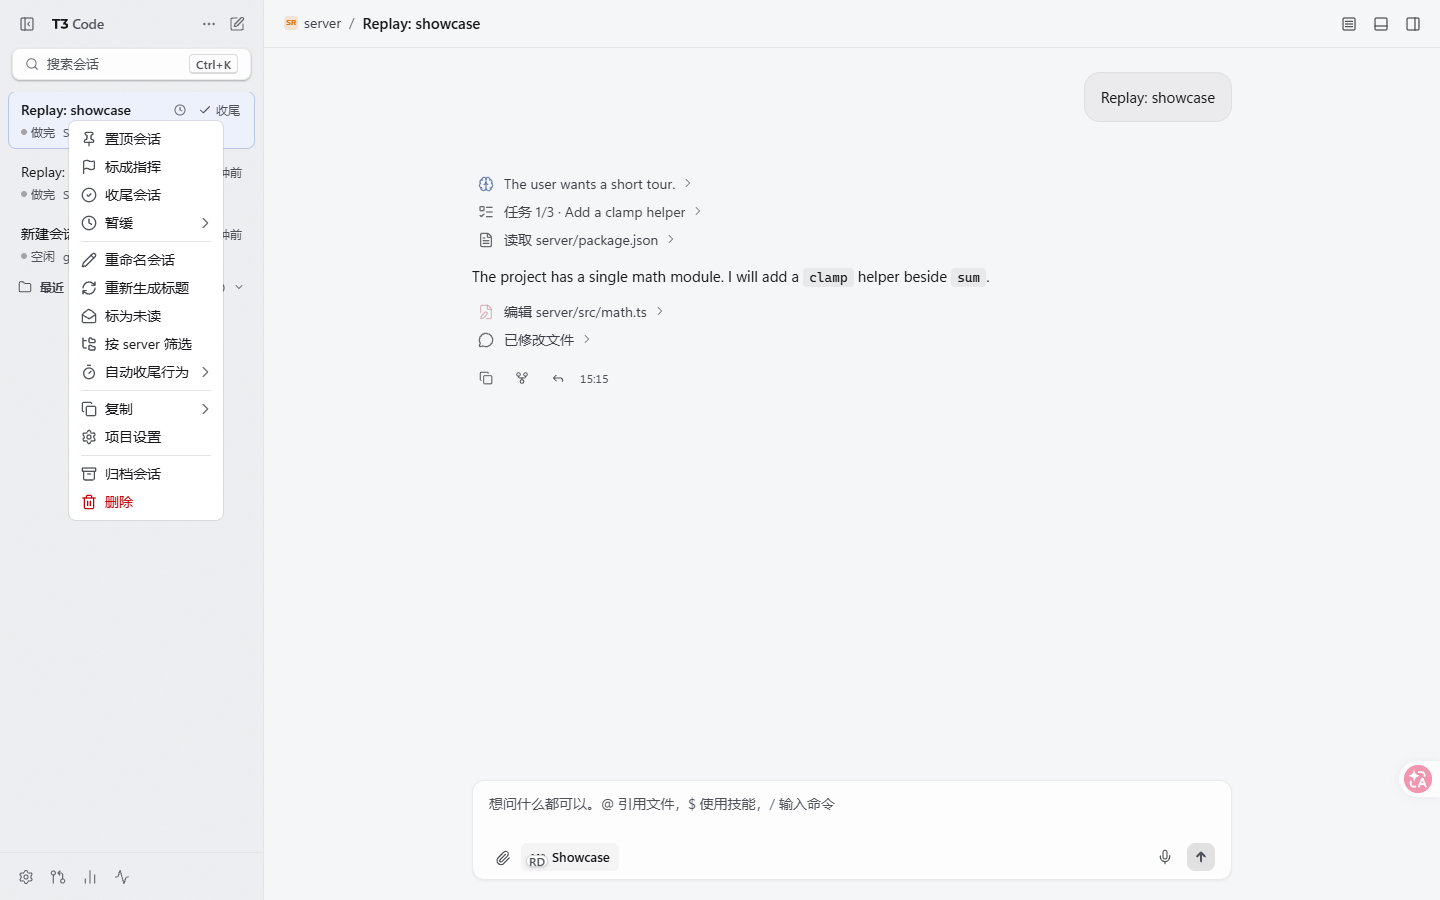 T3 Code
搜索会话
Ctrl+K
Replay: showcase
收尾
做完
Replay:
钟前
做完
新建会话
钟前
空闲
最近
置顶会话
标成指挥
收尾会话
暂缓
重命名会话
重新生成标题
标为未读
按 server 筛选
自动收尾行为
复制
项目设置
归档会话
删除
SR server / Replay: showcase
Replay: showcase
The user wants a short tour.
任务 1/3 · Add a clamp helper
读取 server/package.json
The project has a single math module. I will add a clamp helper beside sum.
编辑 server/src/math.ts
已修改文件
15:15
想问什么都可以。@ 引用文件，$ 使用技能，/ 输入命令
RD Showcase